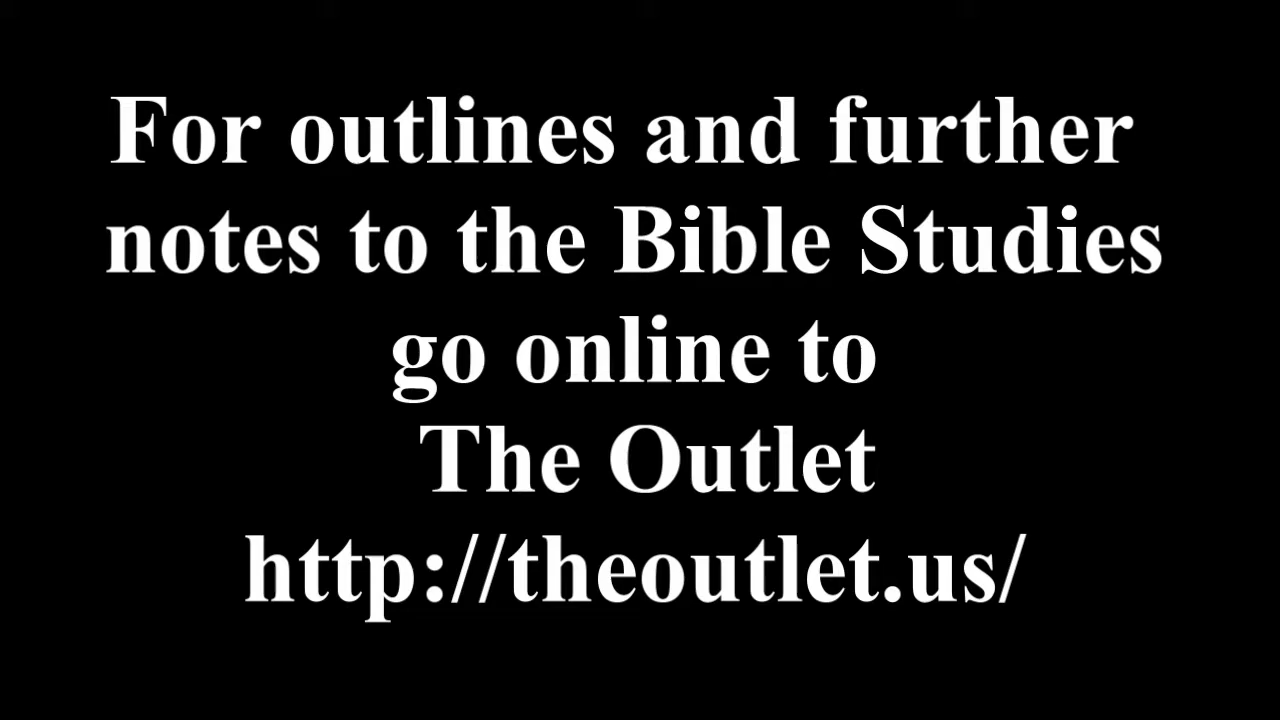 For outlines and further
notes to the Bible Studies
go online to
The Outlet
http://theoutlet.us/